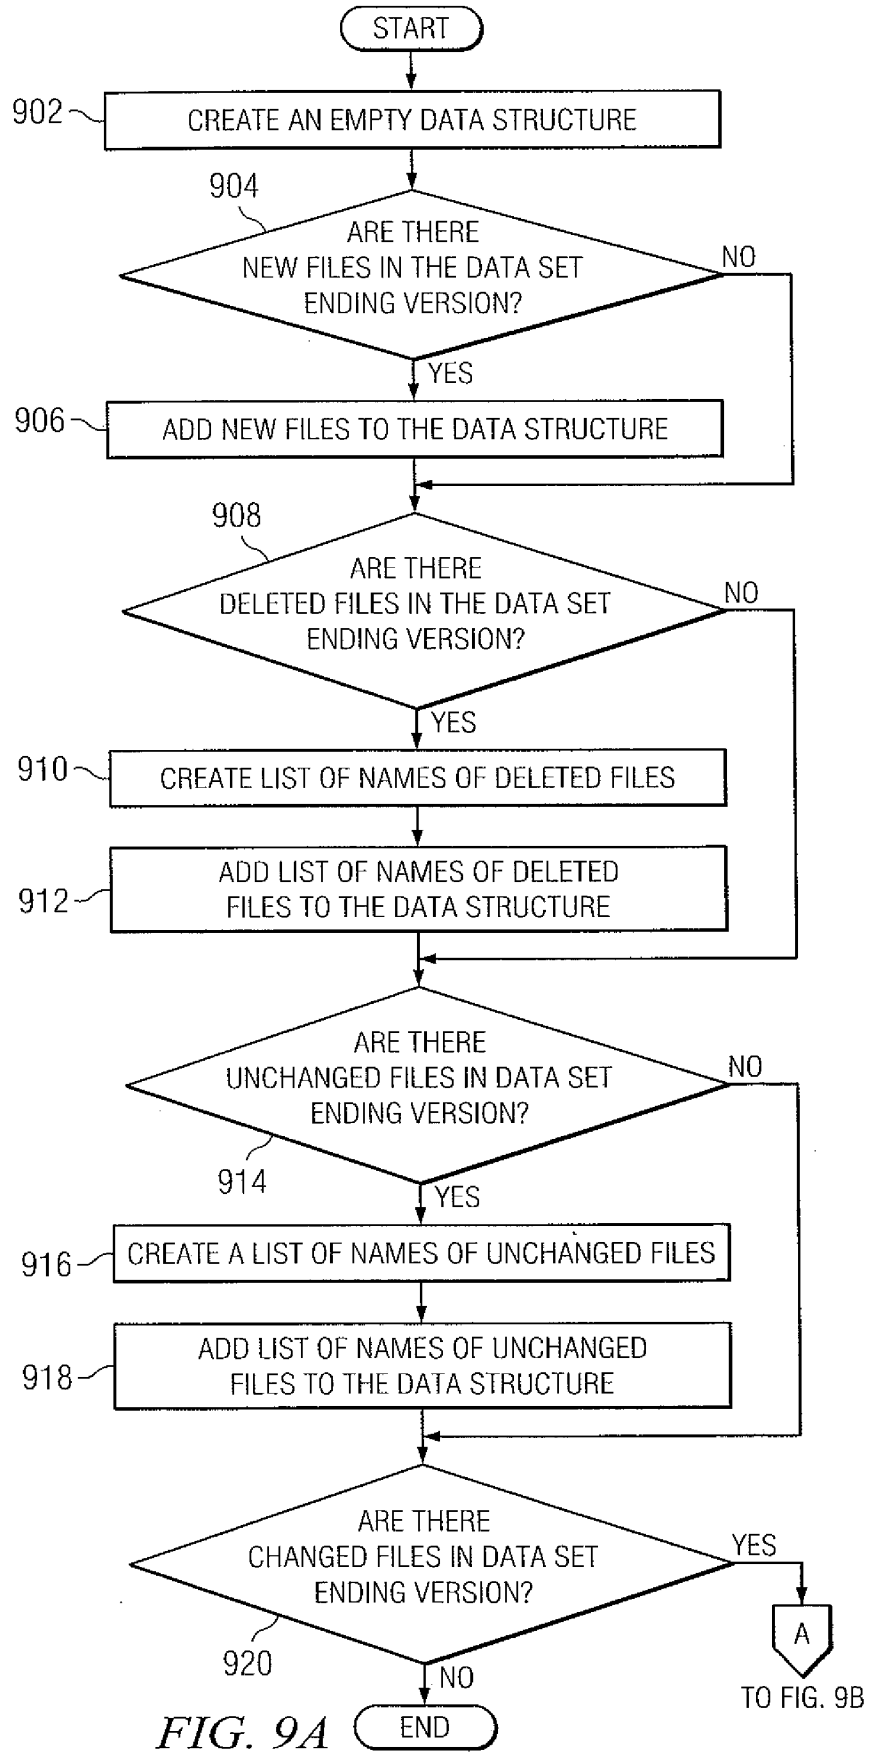 START
902
CREATE AN EMPTY DATA STRUCTURE
904
ARE THERE
NEW FILES IN THE DATA SET
ENDING VERSION?
NO
YES
906
ADD NEW FILES TO THE DATA STRUCTURE
908
ARE THERE
DELETED FILES IN THE DATA SET
ENDING VERSION?
NO
YES
910
CREATE LIST OF NAMES OF DELETED FILES
912
ADD LIST OF NAMES OF DELETED
FILES TO THE DATA STRUCTURE
ARE THERE
UNCHANGED FILES IN DATA SET
ENDING VERSION?
NO
914
YES
916
CREATE A LIST OF NAMES OF UNCHANGED FILES
918
ADD LIST OF NAMES OF UNCHANGED
FILES TO THE DATA STRUCTURE
ARE THERE
CHANGED FILES IN DATA SET
ENDING VERSION?
YES
920
A
NO
TO FIG. 9B
FIG. 9A
END